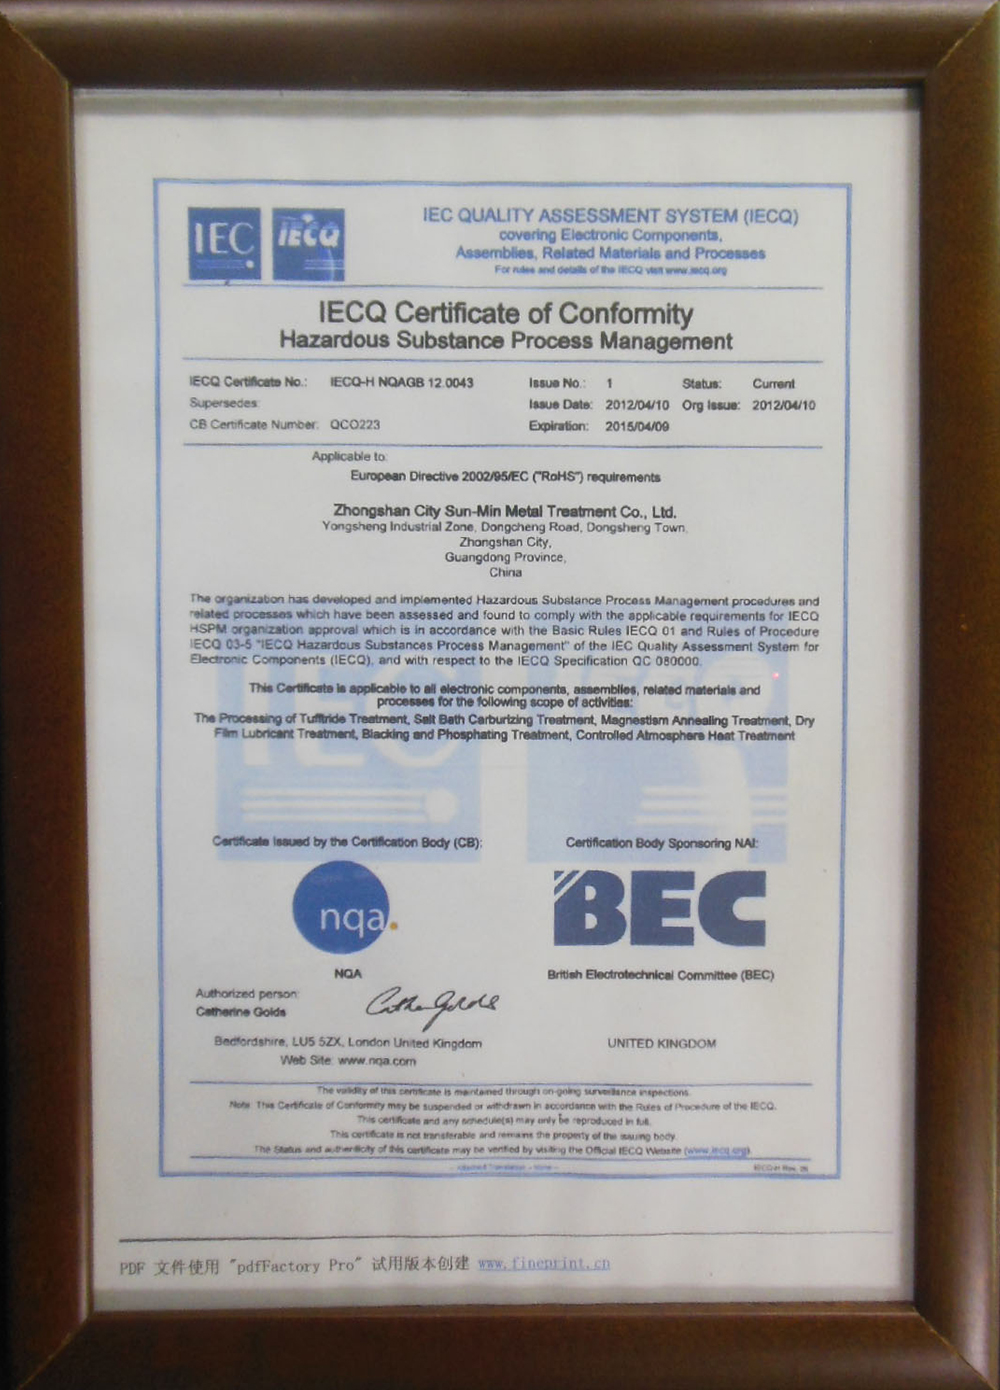 IEC
IECQ
IEC QUALITY ASSESSMENT SYSTEM (IECQ)
covering Electronic Components,
Assemblies, Related Materials and Processes
For rules and details of the IECQ visit www.iecq.org
IECQ Certificate of Conformity
Hazardous Substance Process Management
IECQ Certificate No.: IECQ-H NQAGB 12.0043 Issue No.: 1 Status: Current
Supersedes: Issue Date: 2012/04/10 Org Issue: 2012/04/10
CB Certificate Number: QC0223 Expiration: 2015/04/09
Applicable to:
European Directive 2002/95/EC ("RoHS") requirements
Zhongshan City Sun-Min Metal Treatment Co., Ltd.
Yongsheng Industrial Zone, Dongcheng Road, Dongsheng Town,
Zhongshan City,
Guangdong Province,
China
The organization has developed and implemented Hazardous Substance Process Management procedures and
related processes which have been assessed and found to comply with the applicable requirements for IECQ
HSPM organization approval which is in accordance with the Basic Rules IECQ 01 and Rules of Procedure
IECQ 03-5 "IECQ Hazardous Substances Process Management" of the IEC Quality Assessment System for
Electronic Components (IECQ), and with respect to the IECQ Specification QC 080000.
This Certificate is applicable to all electronic components, assemblies, related materials and
processes for the following scope of activities:
The Processing of Tufftride Treatment, Salt Bath Carburizing Treatment, Magnestism Annealing Treatment, Dry
Film Lubricant Treatment, Blacking and Phosphating Treatment, Controlled Atmosphere Heat Treatment
Certificate issued by the Certification Body (CB): Certification Body Sponsoring NAI:
nqa. BEC
NQA British Electrotechnical Committee (BEC)
Authorized person:
Catherine Golds
Bedfordshire, LU5 5ZX, London United Kingdom UNITED KINGDOM
Web Site: www.nqa.com
The validity of this certificate is maintained through on-going surveillance inspections.
Note: This Certificate of Conformity may be suspended or withdrawn in accordance with the Rules of Procedure of the IECQ.
This certificate and any schedule(s) may only be reproduced in full.
This certificate is not transferable and remains the property of the issuing body.
The Status and authenticity of this certificate may be verified by visiting the Official IECQ Website (www.iecq.org).
PDF 文件使用 "pdfFactory Pro" 试用版本创建 www.fineprint.cn